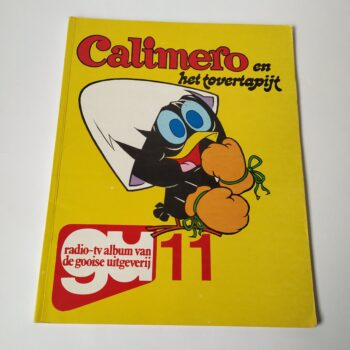 Calimero en
het tovertapijt
gu
radio-tv album van
de gooise uitgeverij
11